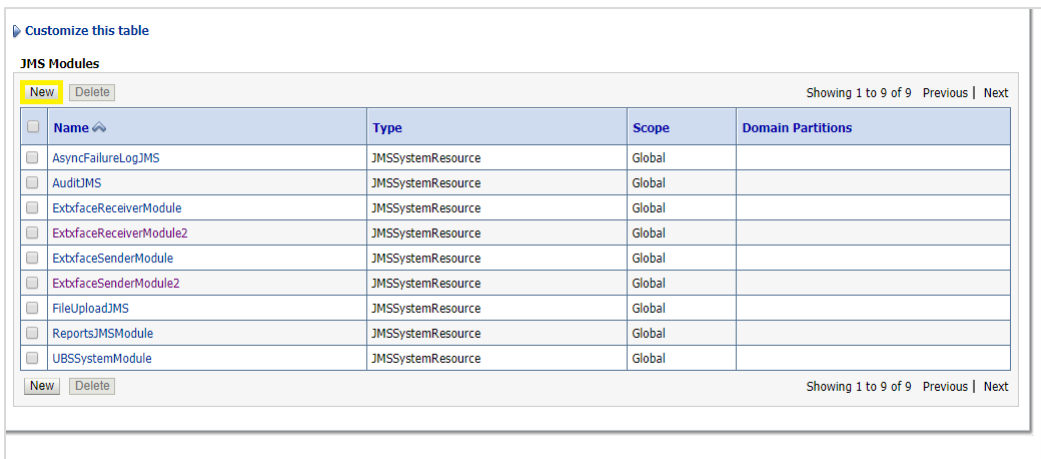 Customize this table
JMS Modules
New Delete Showing 1 to 9 of 9 Previous | Next
Name Type Scope Domain Partitions
AsyncFailureLogJMS JMSSystemResource Global
AuditJMS JMSSystemResource Global
ExtxfaceReceiverModule JMSSystemResource Global
ExtxfaceReceiverModule2 JMSSystemResource Global
ExtxfaceSenderModule JMSSystemResource Global
ExtxfaceSenderModule2 JMSSystemResource Global
FileUploadJMS JMSSystemResource Global
ReportsJMSModule JMSSystemResource Global
UBSSystemModule JMSSystemResource Global
New Delete Showing 1 to 9 of 9 Previous | Next